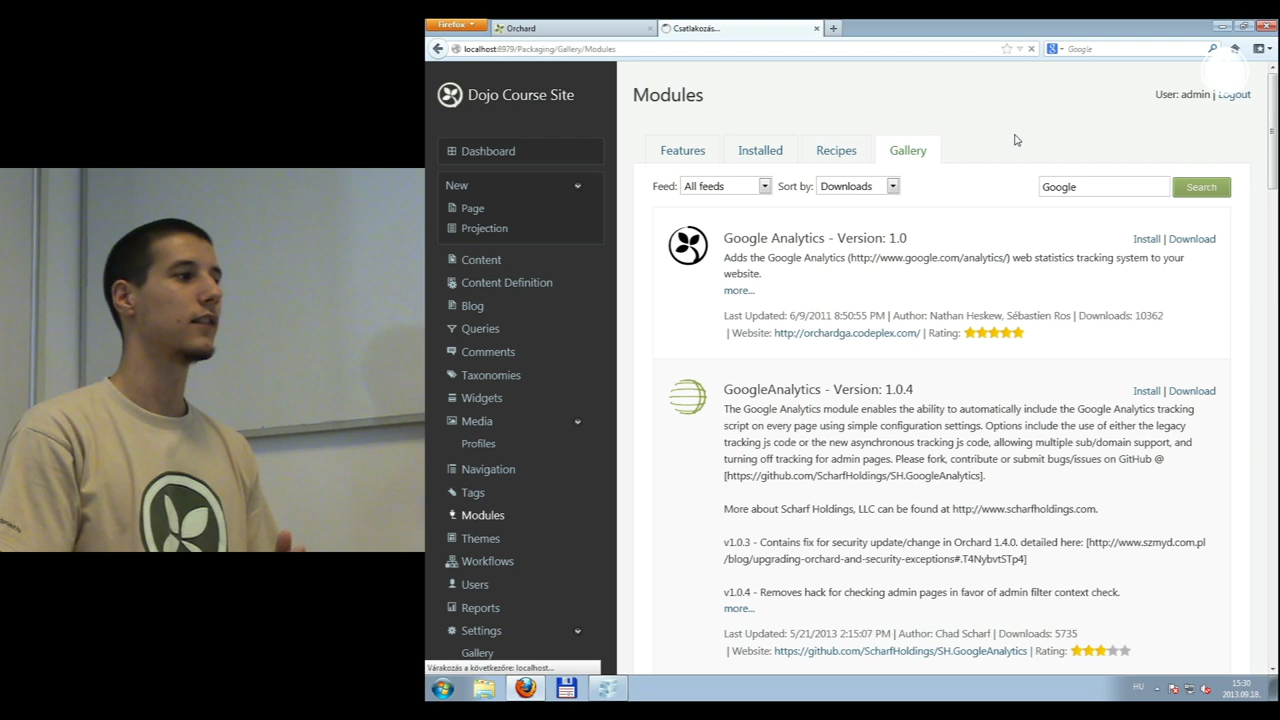 Firefox
Orchard
Csatlakozás...
localhost:8979/Packaging/Gallery/Modules
Google
Dojo Course Site
Modules
User: admin | Logout
Dashboard
Features
Installed
Recipes
Gallery
New
Feed: All feeds Sort by: Downloads
Google
Search
Page
Projection
Content
Content Definition
Blog
Queries
Comments
Taxonomies
Widgets
Media
Profiles
Navigation
Tags
Modules
Themes
Workflows
Users
Reports
Settings
Gallery
Google Analytics - Version: 1.0
Install | Download
Adds the Google Analytics (http://www.google.com/analytics/) web statistics tracking system to your
website.
more...
Last Updated: 6/9/2011 8:50:55 PM | Author: Nathan Heskew, Sébastien Ros | Downloads: 10362
| Website: http://orchardga.codeplex.com/ | Rating:
GoogleAnalytics - Version: 1.0.4
Install | Download
The Google Analytics module enables the ability to automatically include the Google Analytics tracking
script on every page using simple configuration settings. Options include the use of either the legacy
tracking js code or the new asynchronous tracking js code, allowing multiple sub/domain support, and
turning off tracking for admin pages. Please fork, contribute or submit bugs/issues on GitHub @
[https://github.com/ScharfHoldings/SH.GoogleAnalytics].
More about Scharf Holdings, LLC can be found at http://www.scharfholdings.com.
v1.0.3 - Contains fix for security update/change in Orchard 1.4.0. detailed here: [http://www.szmyd.com.pl
/blog/upgrading-orchard-and-security-exceptions#.T4NybvtSTp4]
v1.0.4 - Removes hack for checking admin pages in favor of admin filter context check.
more...
Last Updated: 5/21/2013 2:15:07 PM | Author: Chad Scharf | Downloads: 5735
| Website: https://github.com/ScharfHoldings/SH.GoogleAnalytics | Rating:
Várakozás a következőre: localhost...
HU
15:30
2013.09.18.